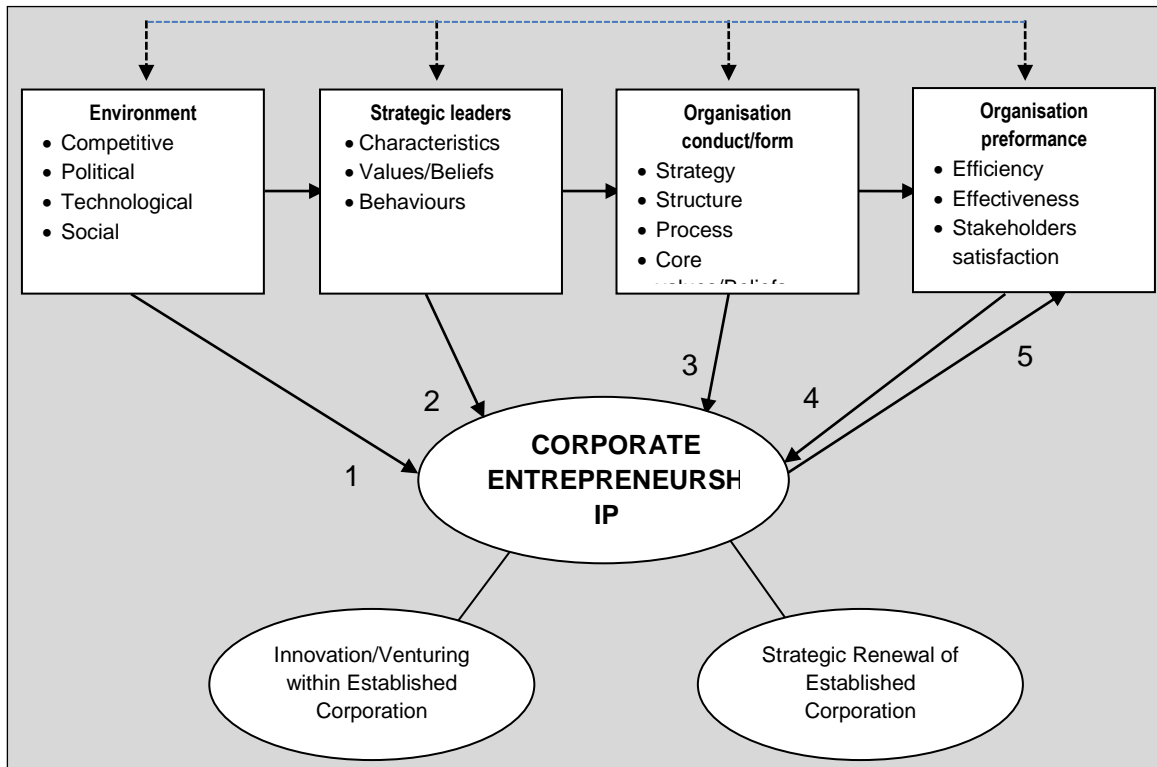 Environment
• Competitive
• Political
• Technological
• Social
Strategic leaders
• Characteristics
• Values/Beliefs
• Behaviours
Organisation
conduct/form
• Strategy
• Structure
• Process
• Core
values/Beliefs
Organisation
preformance
• Efficiency
• Effectiveness
• Stakeholders
satisfaction
1
2
3
4
5
CORPORATE
ENTREPRENEURSH
IP
Innovation/Venturing
within Established
Corporation
Strategic Renewal of
Established
Corporation